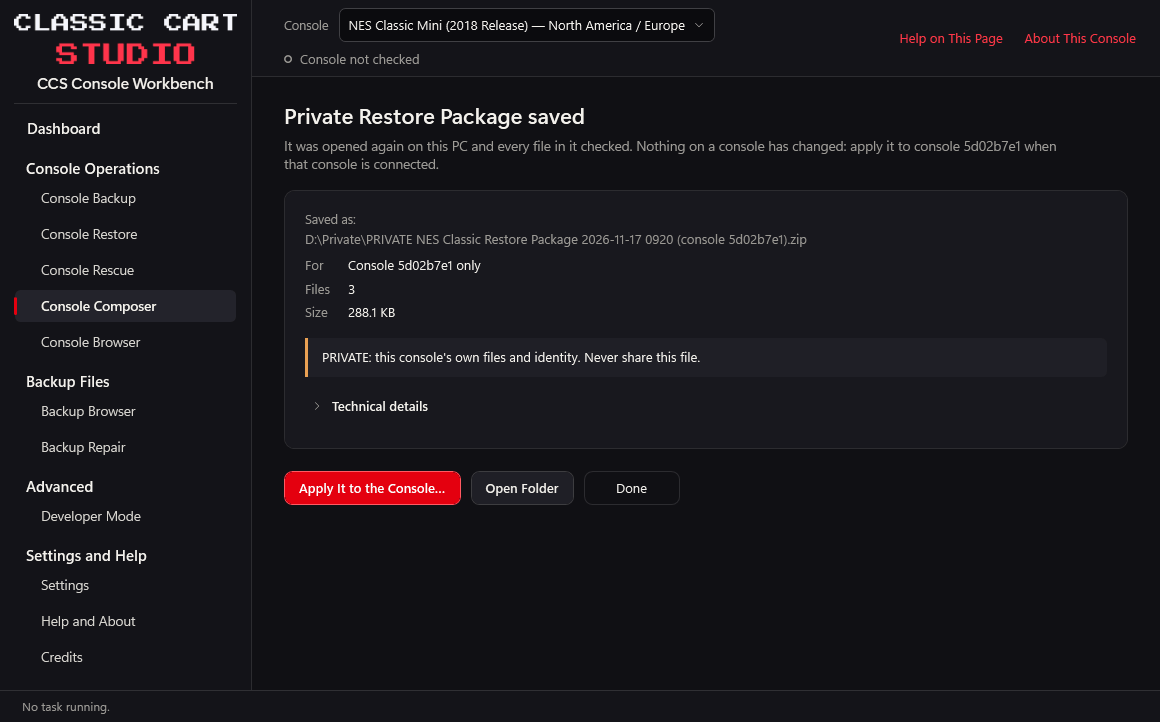 CLASSIC CART
STUDIO
CCS Console Workbench
Dashboard
Console Operations
Console Backup
Console Restore
Console Rescue
Console Composer
Console Browser
Backup Files
Backup Browser
Backup Repair
Advanced
Developer Mode
Settings and Help
Settings
Help and About
Credits
Console NES Classic Mini (2018 Release) — North America / Europe
Console not checked
Help on This Page About This Console
Private Restore Package saved
It was opened again on this PC and every file in it checked. Nothing on a console has changed: apply it to console 5d02b7e1 when
that console is connected.
Saved as:
D:\Private\PRIVATE NES Classic Restore Package 2026-11-17 0920 (console 5d02b7e1).zip
For Console 5d02b7e1 only
Files 3
Size 288.1 KB
PRIVATE: this console's own files and identity. Never share this file.
Technical details
Apply It to the Console... Open Folder Done
No task running.